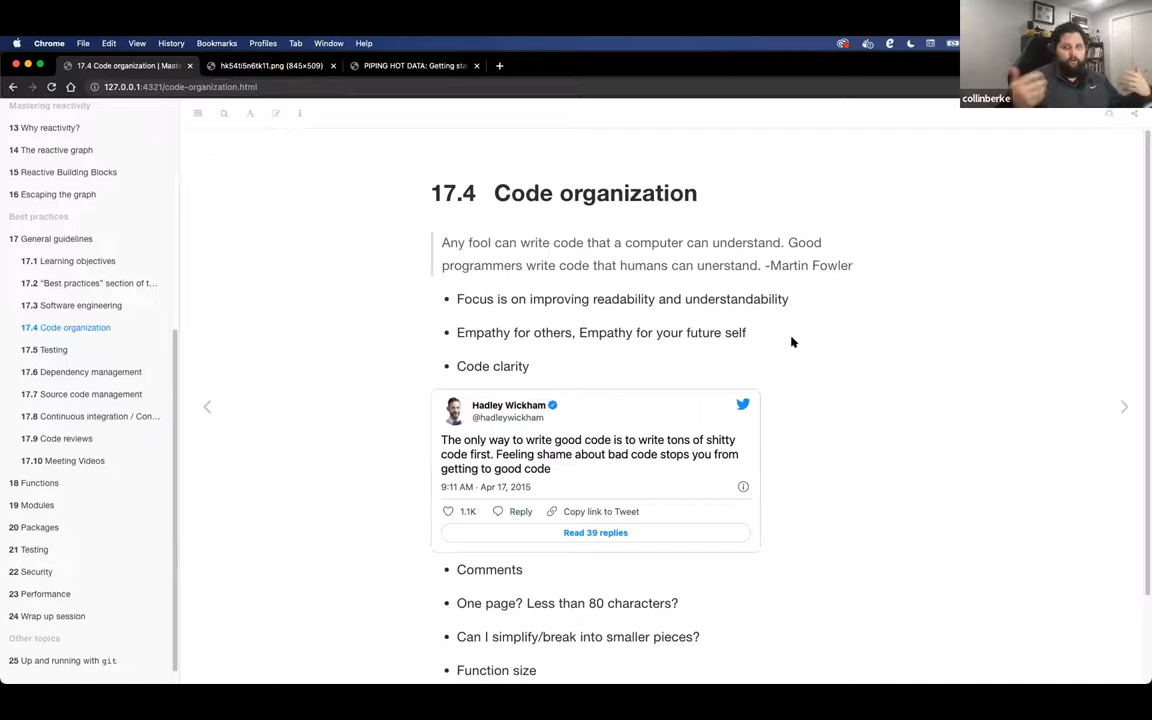 Chrome File Edit View History Bookmarks Profiles Tab Window Help
17.4 Code organization | Maste
hk54ti5n6tk11.png (845×509)
PIPING HOT DATA: Getting sta
127.0.0.1:4321/code-organization.html
collinberke
Mastering reactivity
13 Why reactivity?
14 The reactive graph
15 Reactive Building Blocks
16 Escaping the graph
Best practices
17 General guidelines
17.1 Learning objectives
17.2 "Best practices" section of t...
17.3 Software engineering
17.4 Code organization
17.5 Testing
17.6 Dependency management
17.7 Source code management
17.8 Continuous integration / Con...
17.9 Code reviews
17.10 Meeting Videos
18 Functions
19 Modules
20 Packages
21 Testing
22 Security
23 Performance
24 Wrap up session
Other topics
25 Up and running with git
17.4 Code organization
Any fool can write code that a computer can understand. Good
programmers write code that humans can unerstand. -Martin Fowler
• Focus is on improving readability and understandability
• Empathy for others, Empathy for your future self
• Code clarity
Hadley Wickham
@hadleywickham
The only way to write good code is to write tons of shitty
code first. Feeling shame about bad code stops you from
getting to good code
9:11 AM · Apr 17, 2015
1.1K Reply Copy link to Tweet
Read 39 replies
• Comments
• One page? Less than 80 characters?
• Can I simplify/break into smaller pieces?
• Function size